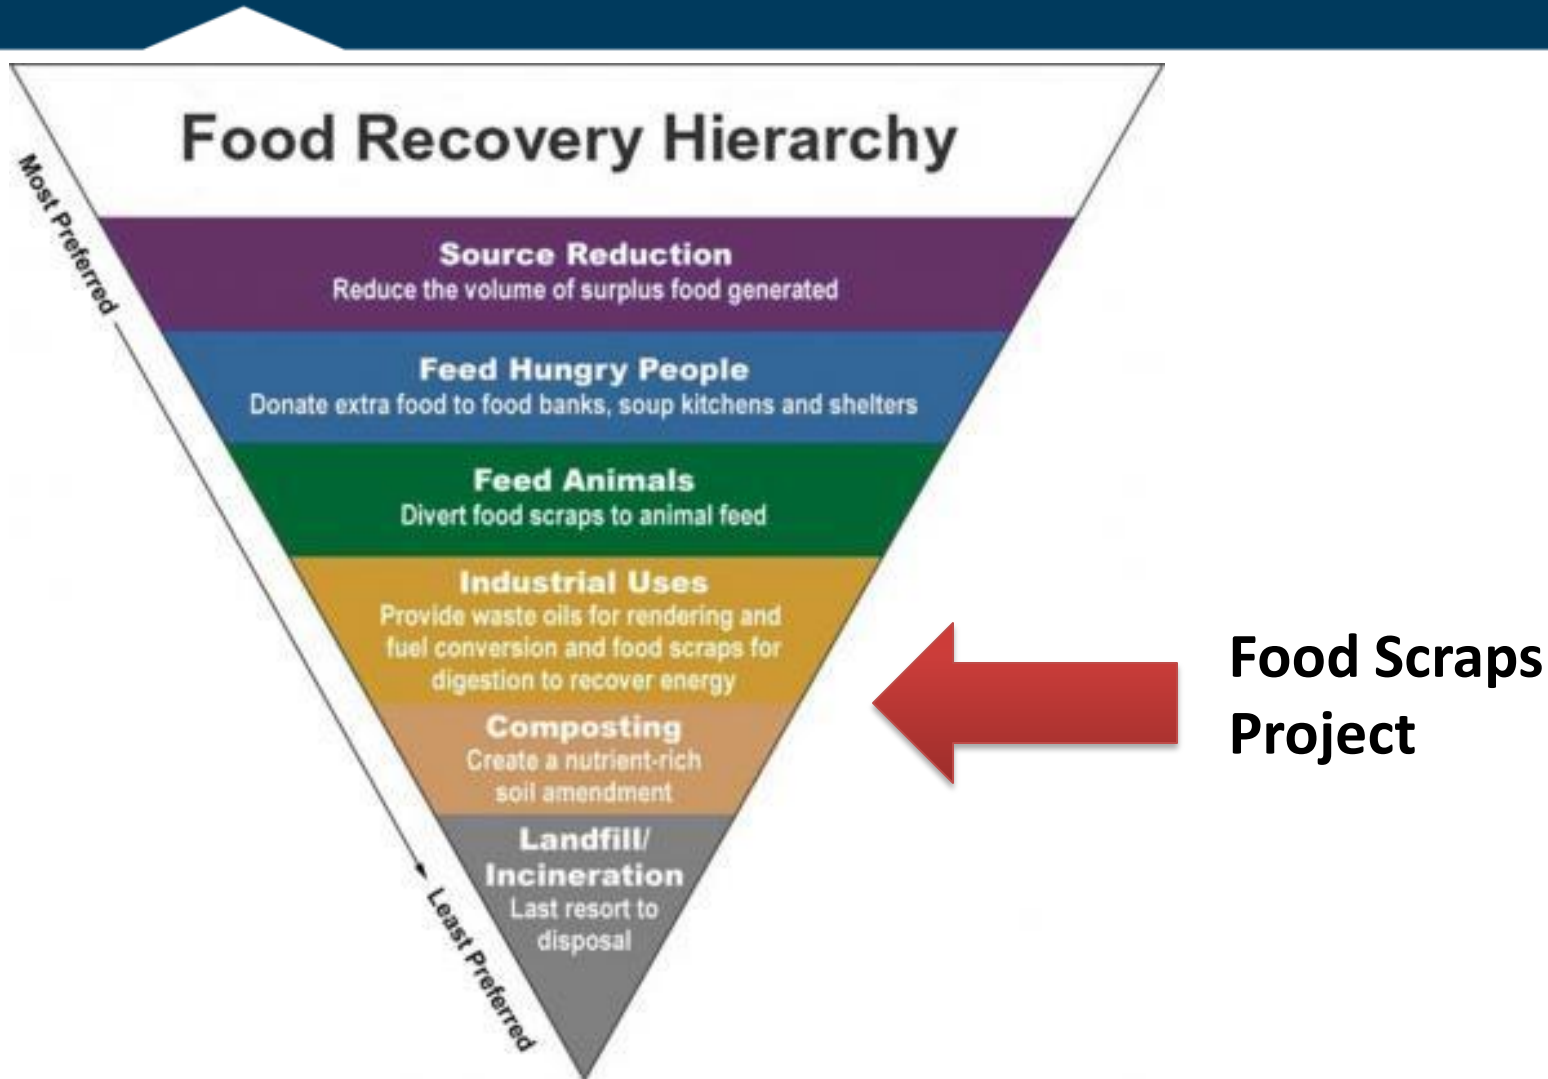 Food Recovery Hierarchy
Most Preferred
Source Reduction
Reduce the volume of surplus food generated
Feed Hungry People
Donate extra food to food banks, soup kitchens and shelters
Feed Animals
Divert food scraps to animal feed
Industrial Uses
Provide waste oils for rendering and
fuel conversion and food scraps for
digestion to recover energy
Composting
Create a nutrient-rich
soil amendment
Landfill/
Incineration
Last resort to
disposal
Least Preferred
Food Scraps
Project